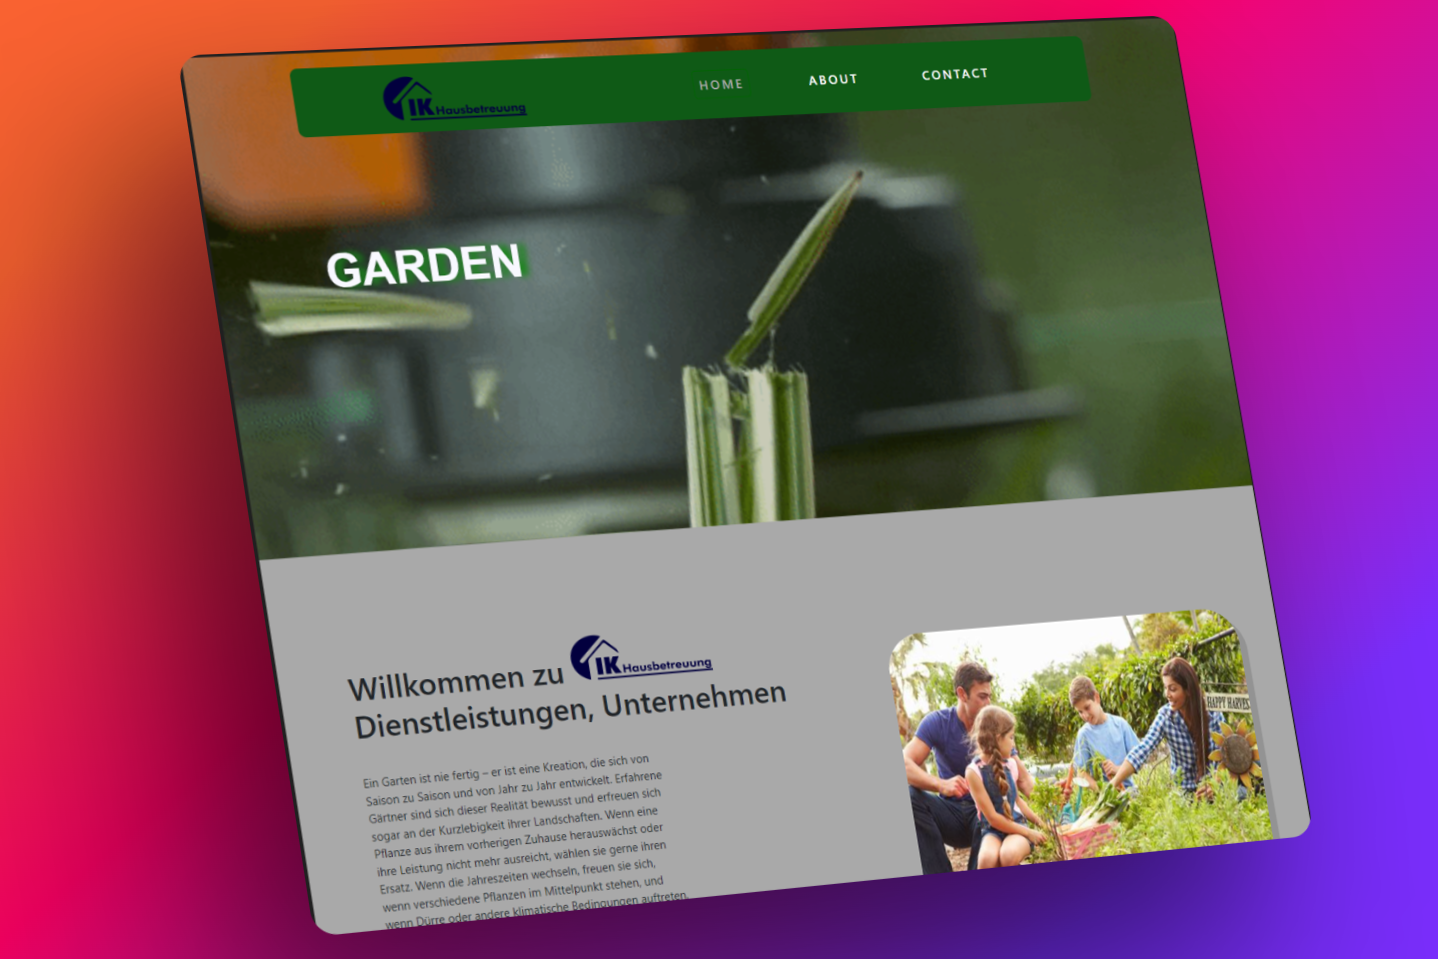 IK Hausbetreuung
HOME
ABOUT
CONTACT
GARDEN
Willkommen zu IK Hausbetreuung
Dienstleistungen, Unternehmen
Ein Garten ist nie fertig – er ist eine Kreation, die sich von
Saison zu Saison und von Jahr zu Jahr entwickelt. Erfahrene
Gärtner sind sich dieser Realität bewusst und erfreuen sich
sogar an der Kurzlebigkeit ihrer Landschaften. Wenn eine
Pflanze aus ihrem vorherigen Zuhause herauswächst oder
ihre Leistung nicht mehr ausreicht, wählen sie gerne ihren
Ersatz. Wenn die Jahreszeiten wechseln, freuen sie sich,
wenn verschiedene Pflanzen im Mittelpunkt stehen, und
wenn Dürre oder andere klimatische Bedingungen auftreten,
HAPPY HARVEST